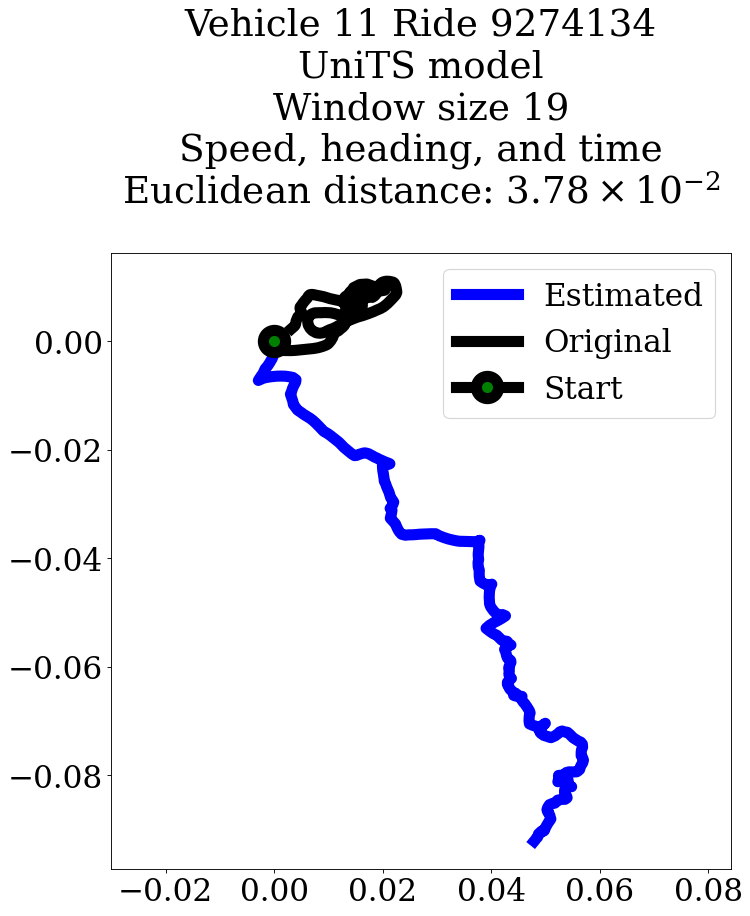 Vehicle 11 Ride 9274134
UniTS model
Window size 19
Speed, heading, and time
Euclidean distance: 3.78 × 10⁻²
Estimated
Original
Start
0.00
−0.02
−0.04
−0.06
−0.08
−0.02 0.00 0.02 0.04 0.06 0.08